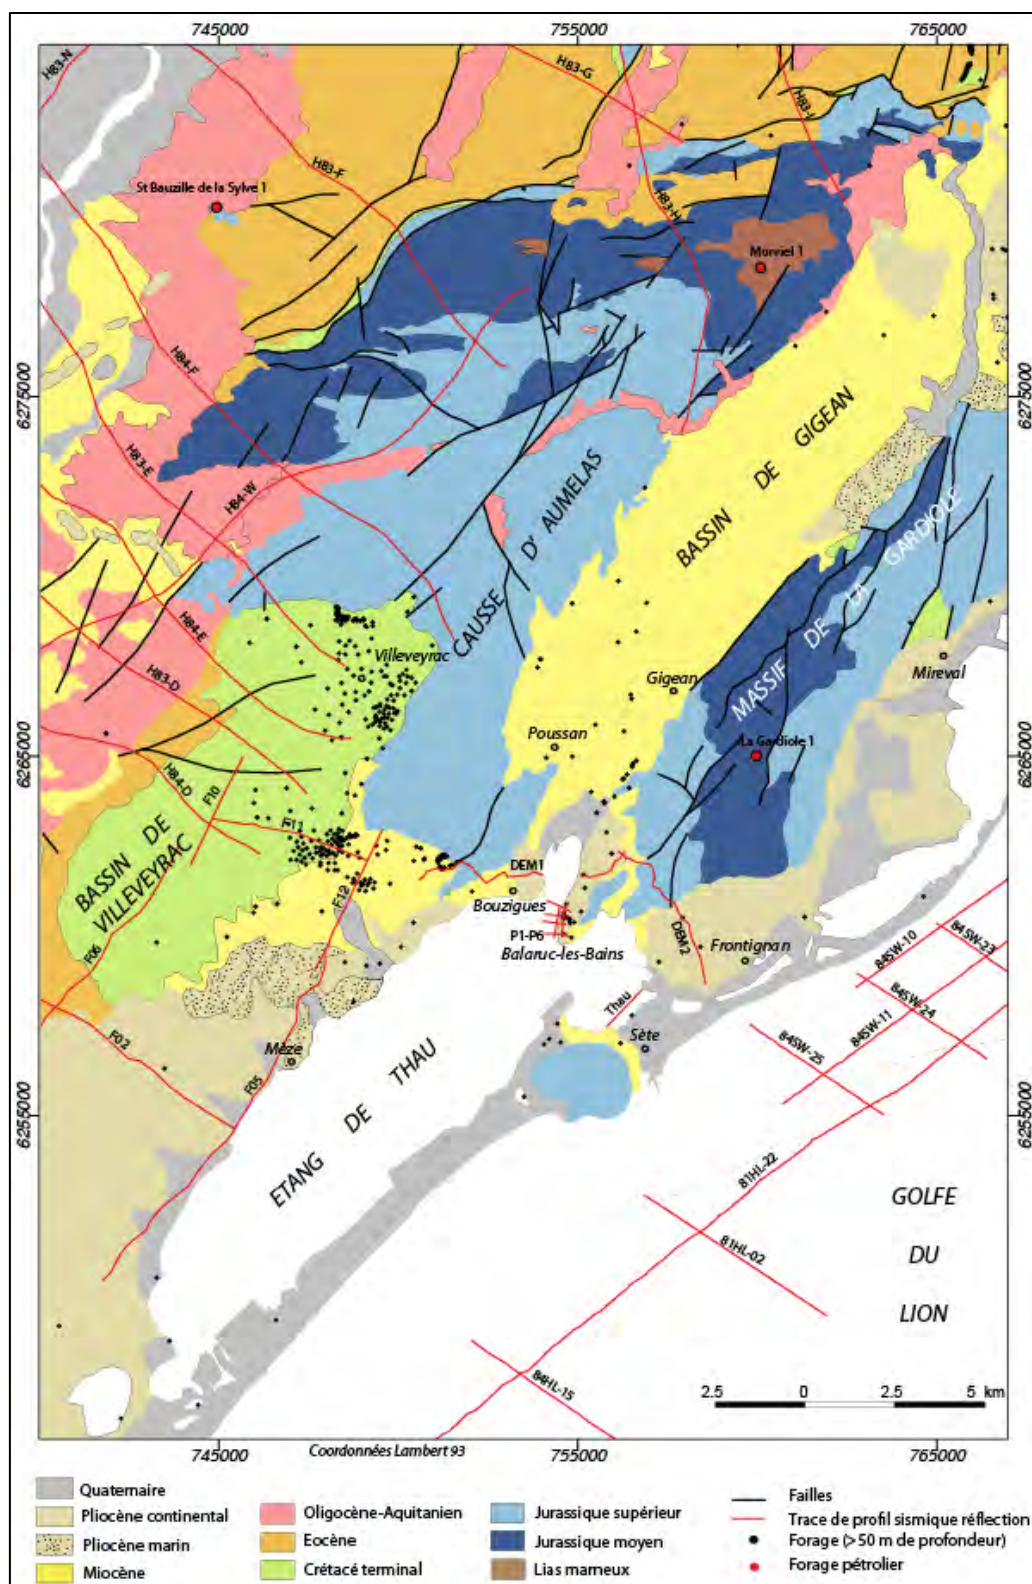 745000
755000
765000
H83-N
H83-G
H83-I
H83-F
St Bauzille de la Sylve 1
H83-H
Murviel 1
H84-F
6275000
6275000
H83-E
H84-W
BASSIN DE GIGEAN
CAUSSE D' AUMELAS
MASSIF DE LA GARDIOLE
H84-E
Villeveyrac
Mireval
H83-D
Gigean
Poussan
La Gardiole 1
6265000
6265000
H84-D
F10
F11
BASSIN DE
VILLEVEYRAC
F12
DEM1
Bouzigues
P1-P6
Balaruc-les-Bains
DEM2
Frontignan
84SW-10
84SW-23
F06
84SW-24
84SW-11
Thau
84SW-25
F02
Mèze
Sète
F05
6255000
6255000
ETANG DE THAU
81HL-22
GOLFE
DU
LION
81HL-02
84HL-15
2.5 0 2.5 5 km
Coordonnées Lambert 93
745000
755000
765000
Quaternaire
Pliocène continental
Pliocène marin
Miocène
Oligocène-Aquitanien
Eocène
Crétacé terminal
Jurassique supérieur
Jurassique moyen
Lias marneux
Failles
Trace de profil sismique réflection
Forage (>50 m de profondeur)
Forage pétrolier